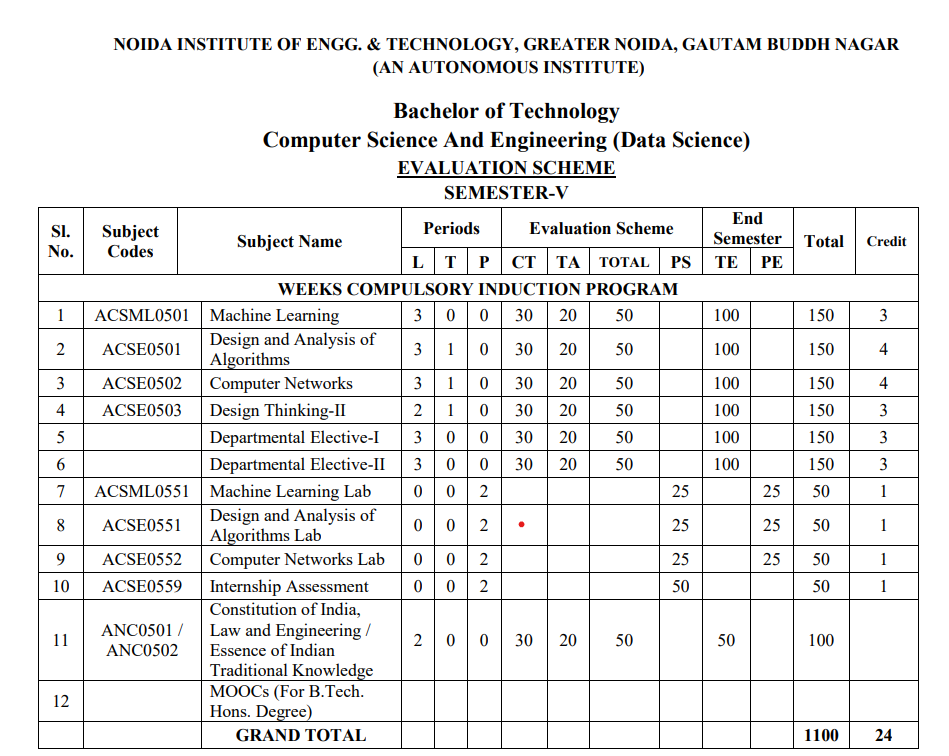 NOIDA INSTITUTE OF ENGG. & TECHNOLOGY, GREATER NOIDA, GAUTAM BUDDH NAGAR
(AN AUTONOMOUS INSTITUTE)
Bachelor of Technology
Computer Science And Engineering (Data Science)
EVALUATION SCHEME
SEMESTER-V
Sl. No. Subject Codes Subject Name Periods Evaluation Scheme End Semester Total Credit
L T P CT TA TOTAL PS TE PE
WEEKS COMPULSORY INDUCTION PROGRAM
1 ACSML0501 Machine Learning 3 0 0 30 20 50 100 150 3
2 ACSE0501 Design and Analysis of Algorithms 3 1 0 30 20 50 100 150 4
3 ACSE0502 Computer Networks 3 1 0 30 20 50 100 150 4
4 ACSE0503 Design Thinking-II 2 1 0 30 20 50 100 150 3
5 Departmental Elective-I 3 0 0 30 20 50 100 150 3
6 Departmental Elective-II 3 0 0 30 20 50 100 150 3
7 ACSML0551 Machine Learning Lab 0 0 2 25 25 50 1
8 ACSE0551 Design and Analysis of Algorithms Lab 0 0 2 25 25 50 1
9 ACSE0552 Computer Networks Lab 0 0 2 25 25 50 1
10 ACSE0559 Internship Assessment 0 0 2 50 50 1
11 ANC0501 / ANC0502 Constitution of India, Law and Engineering / Essence of Indian Traditional Knowledge 2 0 0 30 20 50 50 100
12 MOOCs (For B.Tech. Hons. Degree)
GRAND TOTAL 1100 24